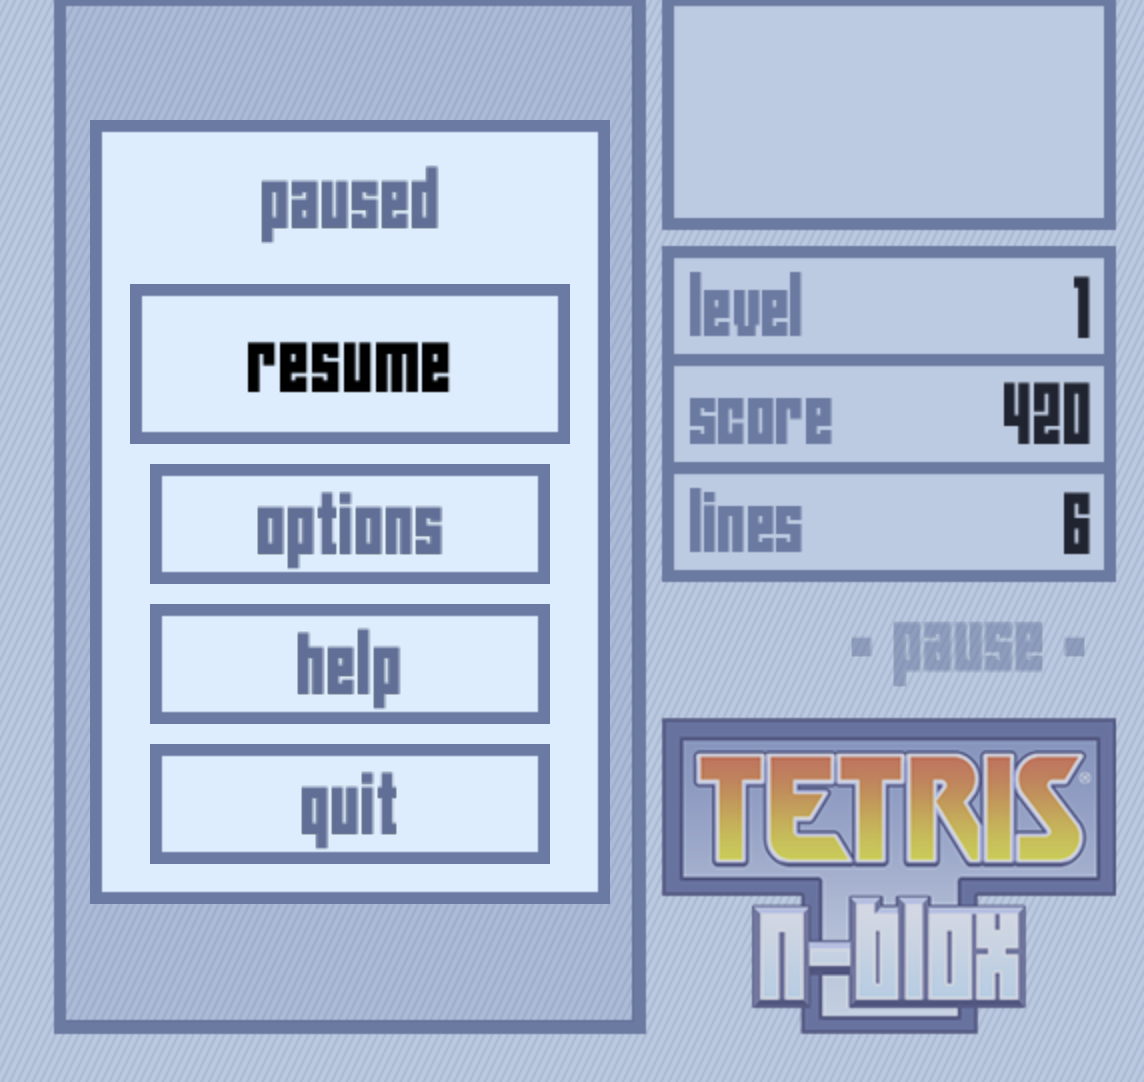 paused
resume
options
help
quit
level 1
score 420
lines 6
▪ pause ▪
TETRIS®
n-blox